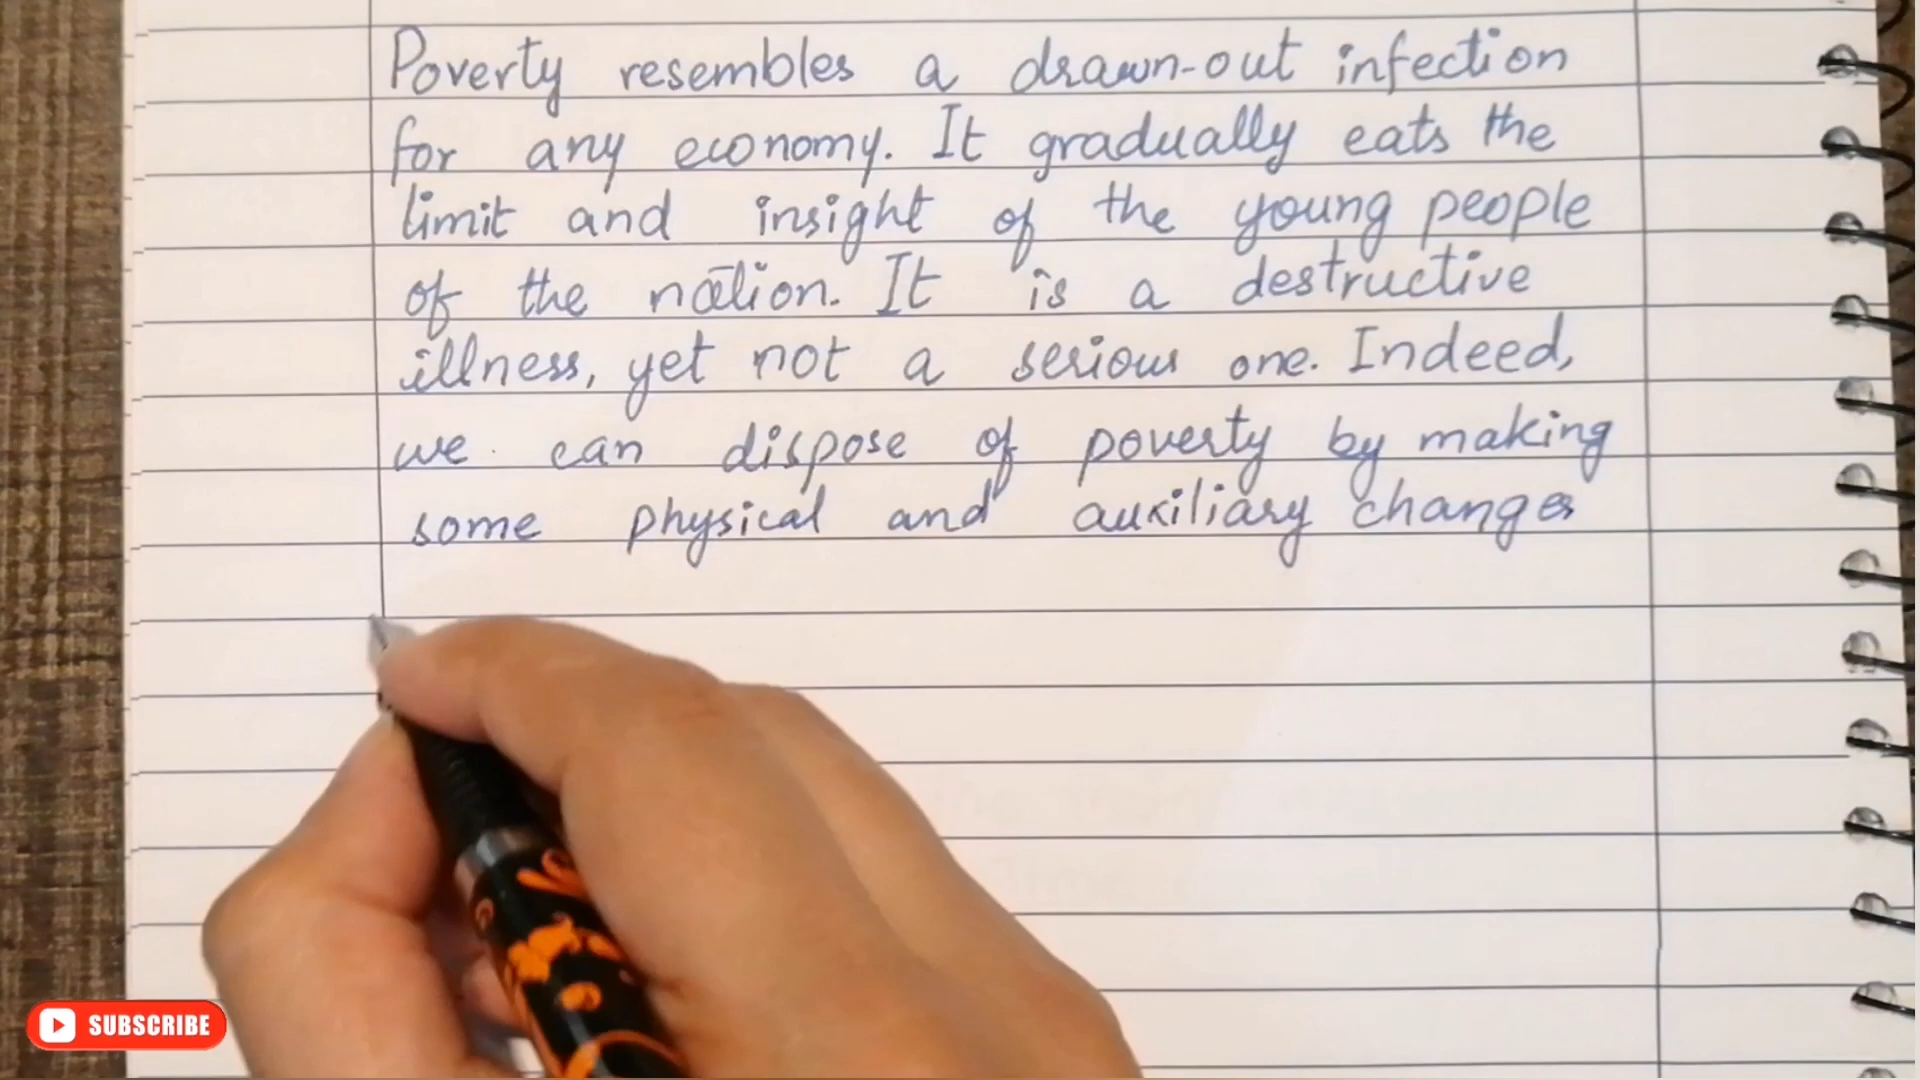 Poverty resembles a drawn-out infection
for any economy. It gradually eats the
limit and insight of the young people
of the nation. It is a destructive
illness, yet not a serious one. Indeed,
we can dispose of poverty by making
some physical and auxiliary changes
SUBSCRIBE